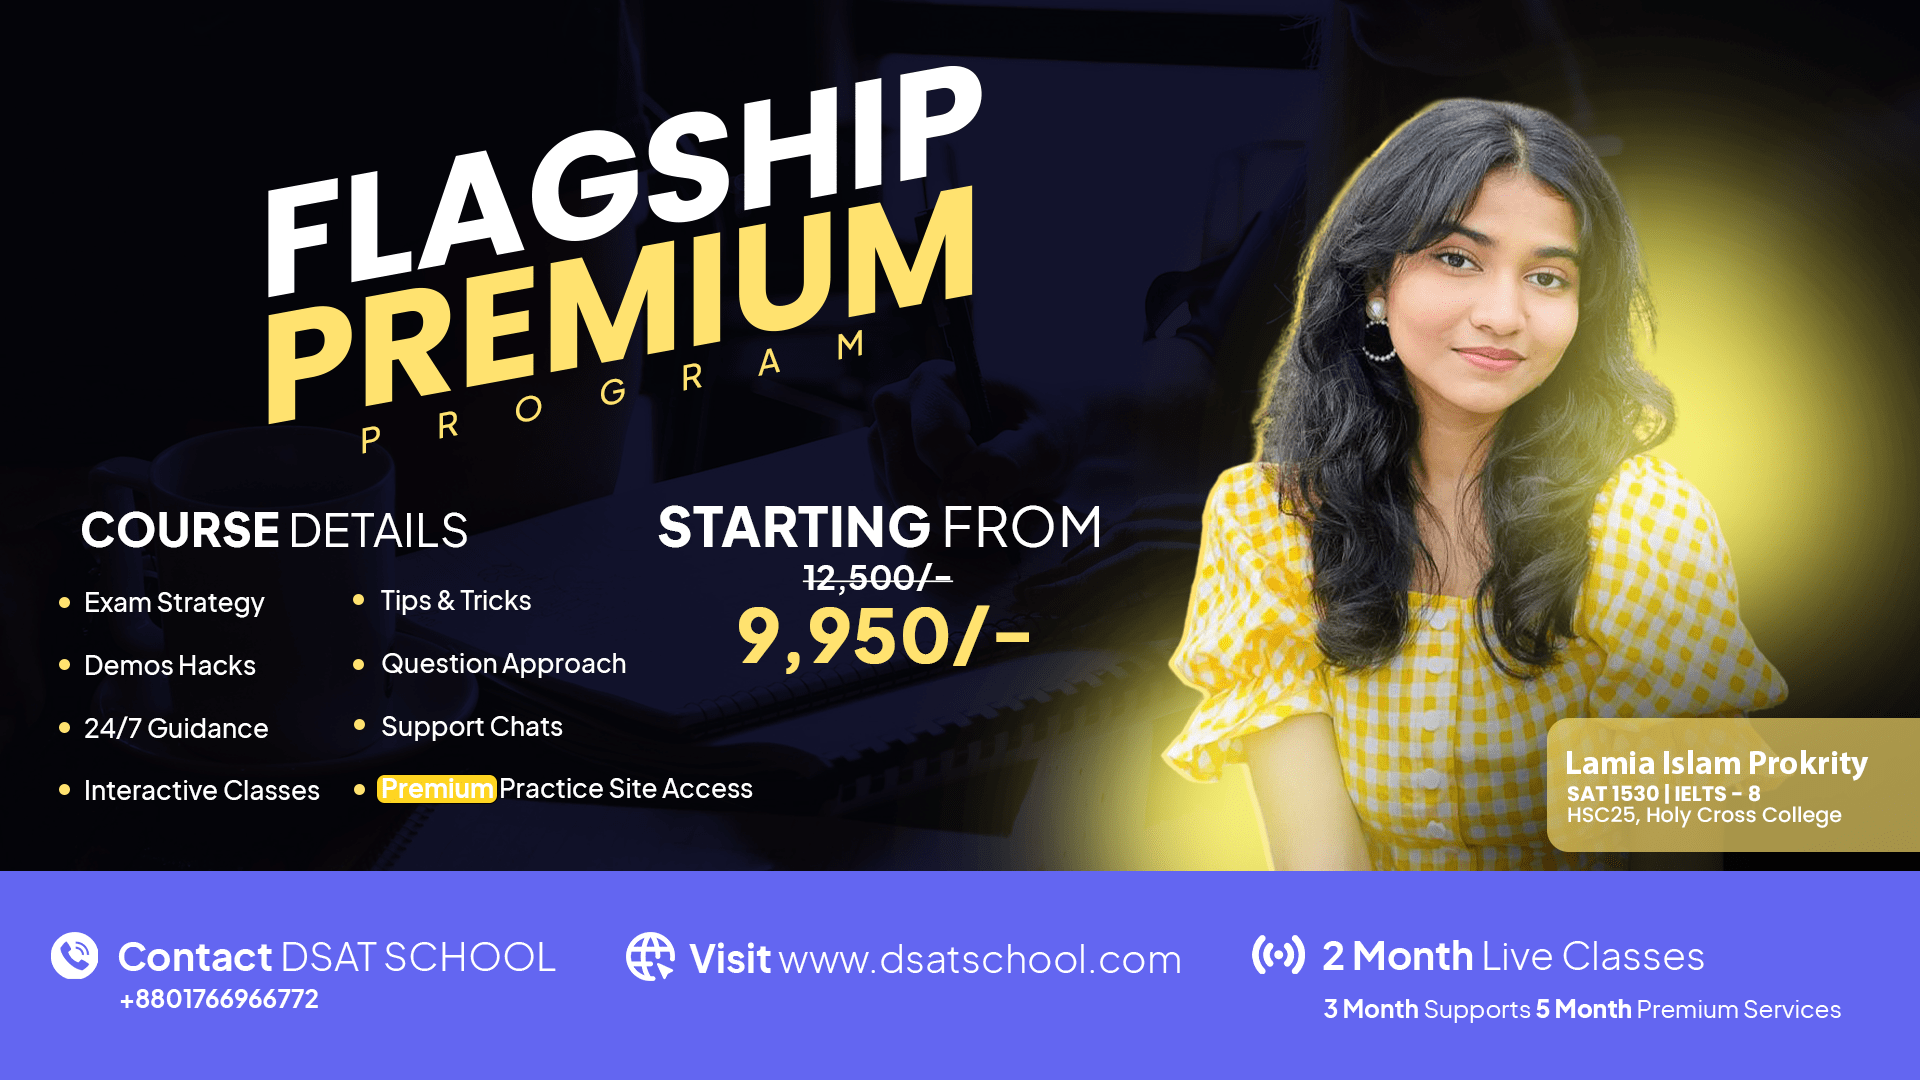 FLAGSHIP
PREMIUM
PROGRAM
COURSE DETAILS
Exam Strategy
Demos Hacks
24/7 Guidance
Interactive Classes
Tips & Tricks
Question Approach
Support Chats
Premium Practice Site Access
STARTING FROM
12,500/-
9,950/-
Lamia Islam Prokrity
SAT 1530 | IELTS - 8
HSC25, Holy Cross College
Contact DSAT SCHOOL
+8801766966772
Visit www.dsatschool.com
2 Month Live Classes
3 Month Supports 5 Month Premium Services